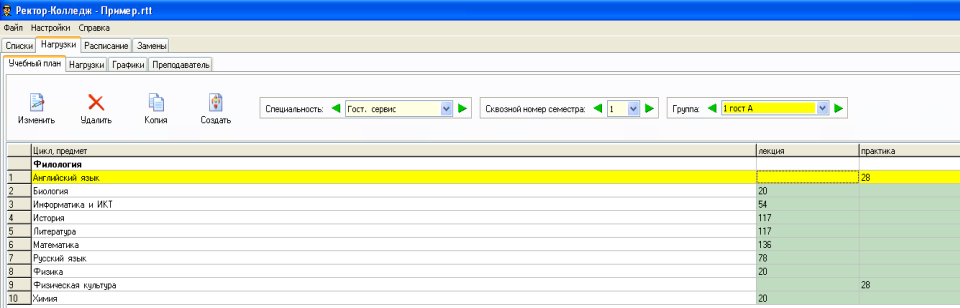 Ректор-Колледж - Пример.rtt
Файл Настройки Справка
Списки Нагрузки Расписание Замены
Учебный план Нагрузки Графики Преподаватель
Изменить Удалить Копия Создать Специальность: Гост. сервис Сквозной номер семестра: 1 Группа: 1 гост А
Цикл, предмет лекция практика
Филология
1 Английский язык 28
2 Биология 20
3 Информатика и ИКТ 54
4 История 117
5 Литература 117
6 Математика 136
7 Русский язык 78
8 Физика 20
9 Физическая культура 28
10 Химия 20